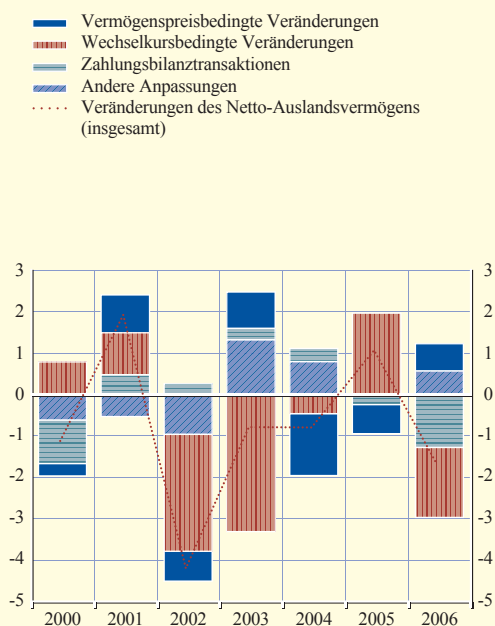 Vermögenspreisbedingte Veränderungen
Wechselkursbedingte Veränderungen
Zahlungsbilanztransaktionen
Andere Anpassungen
Veränderungen des Netto-Auslandsvermögens
(insgesamt)
3 3
2 2
1 1
0 0
-1 -1
-2 -2
-3 -3
-4 -4
-5 -5
2000 2001 2002 2003 2004 2005 2006